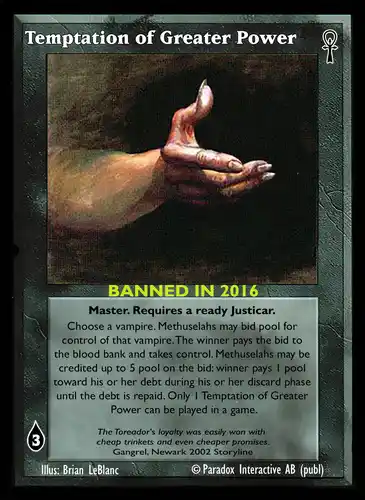 Temptation of Greater Power
BANNED IN 2016
Master. Requires a ready Justicar.
Choose a vampire. Methuselahs may bid pool for
control of that vampire. The winner pays the bid to
the blood bank and takes control. Methuselahs may be
credited up to 5 pool on the bid: winner pays 1 pool
toward his or her debt during his or her discard phase
until the debt is repaid. Only 1 Temptation of Greater
Power can be played in a game.
The Toreador's loyalty was easily won with
cheap trinkets and even cheaper promises.
Gangrel, Newark 2002 Storyline
3
Illus: Brian LeBlanc
© Paradox Interactive AB (publ)